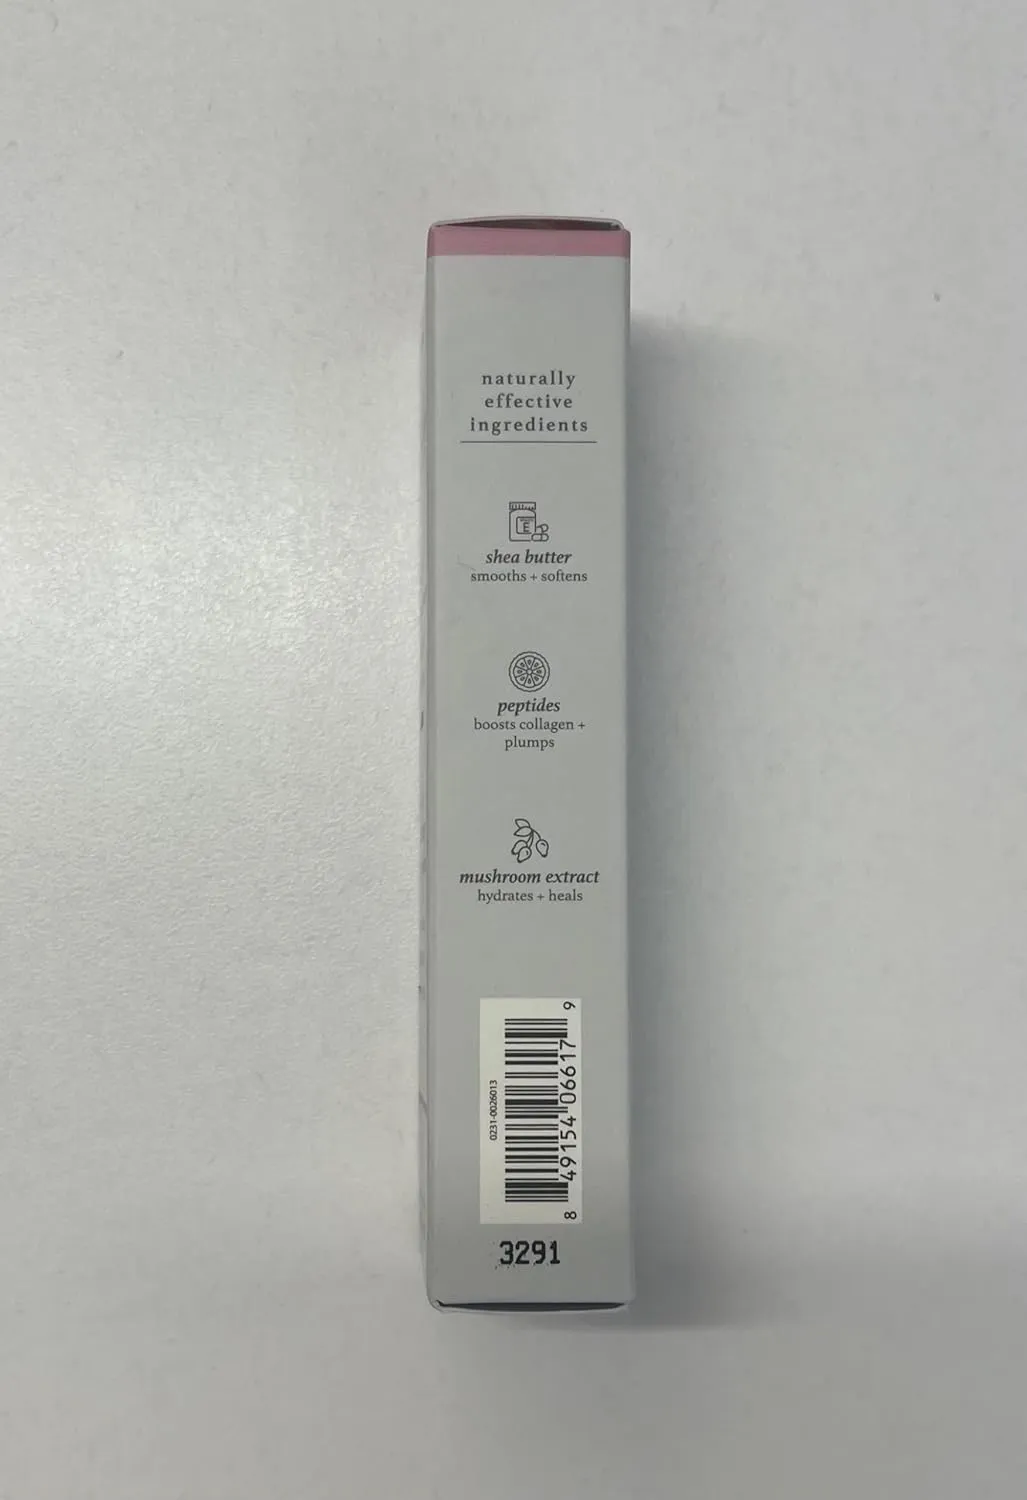 naturally
effective
ingredients
E
shea butter
smooths + softens
peptides
boosts collagen +
plumps
mushroom extract
hydrates + heals
0231-0026013
8 49154 06617 9
3291